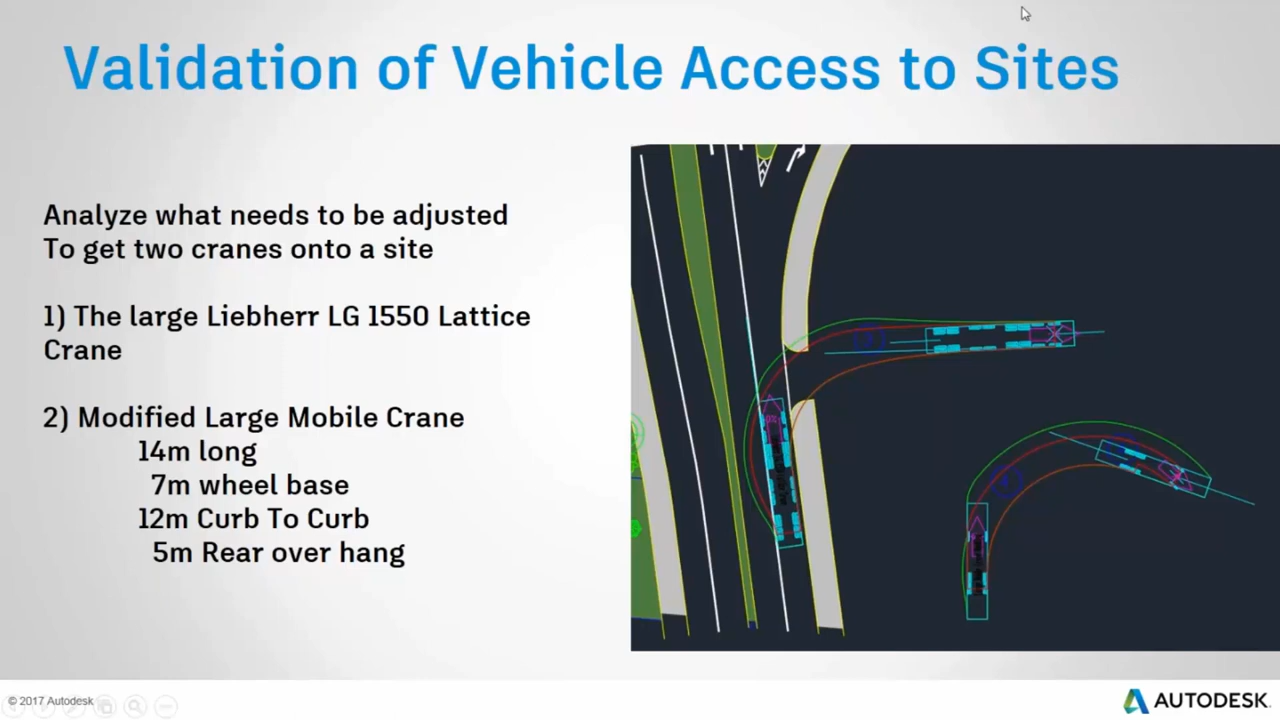 Validation of Vehicle Access to Sites
Analyze what needs to be adjusted
To get two cranes onto a site
1) The large Liebherr LG 1550 Lattice
Crane
2) Modified Large Mobile Crane
14m long
7m wheel base
12m Curb To Curb
5m Rear over hang
© 2017 Autodesk
AUTODESK.